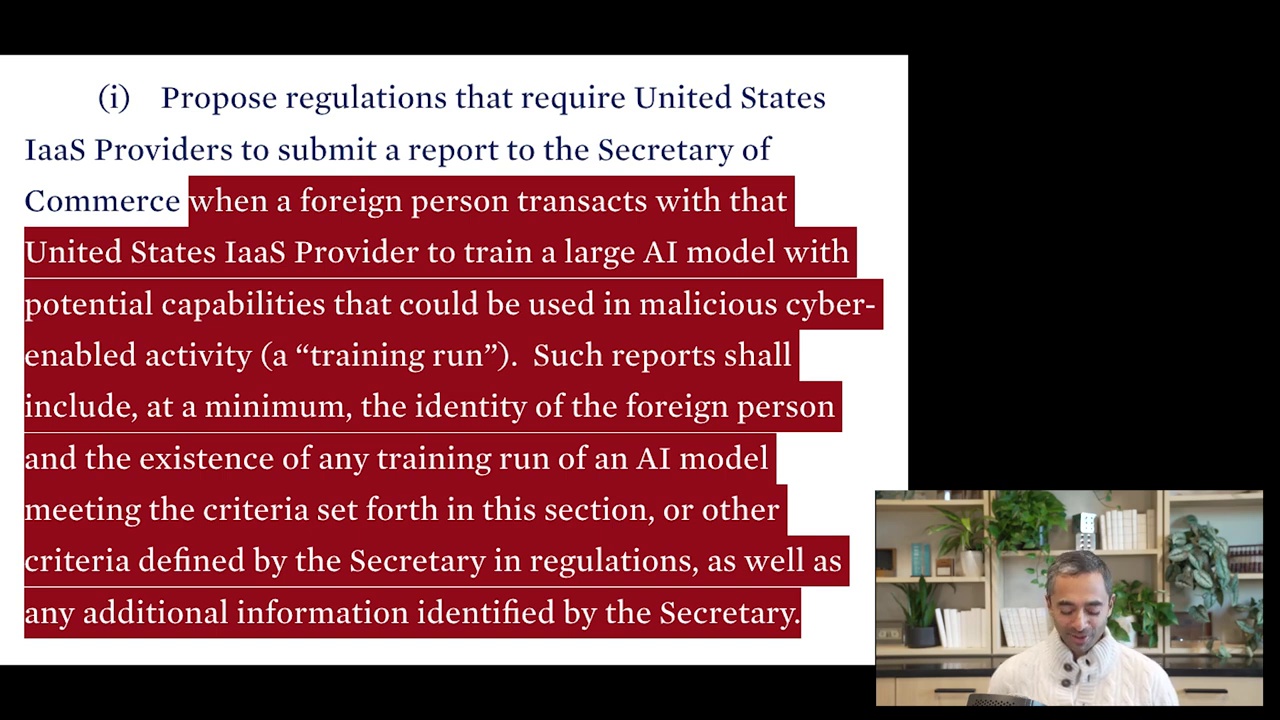 (i) Propose regulations that require United States
IaaS Providers to submit a report to the Secretary of
Commerce when a foreign person transacts with that
United States IaaS Provider to train a large AI model with
potential capabilities that could be used in malicious cyber-
enabled activity (a “training run”).  Such reports shall
include, at a minimum, the identity of the foreign person
and the existence of any training run of an AI model
meeting the criteria set forth in this section, or other
criteria defined by the Secretary in regulations, as well as
any additional information identified by the Secretary.